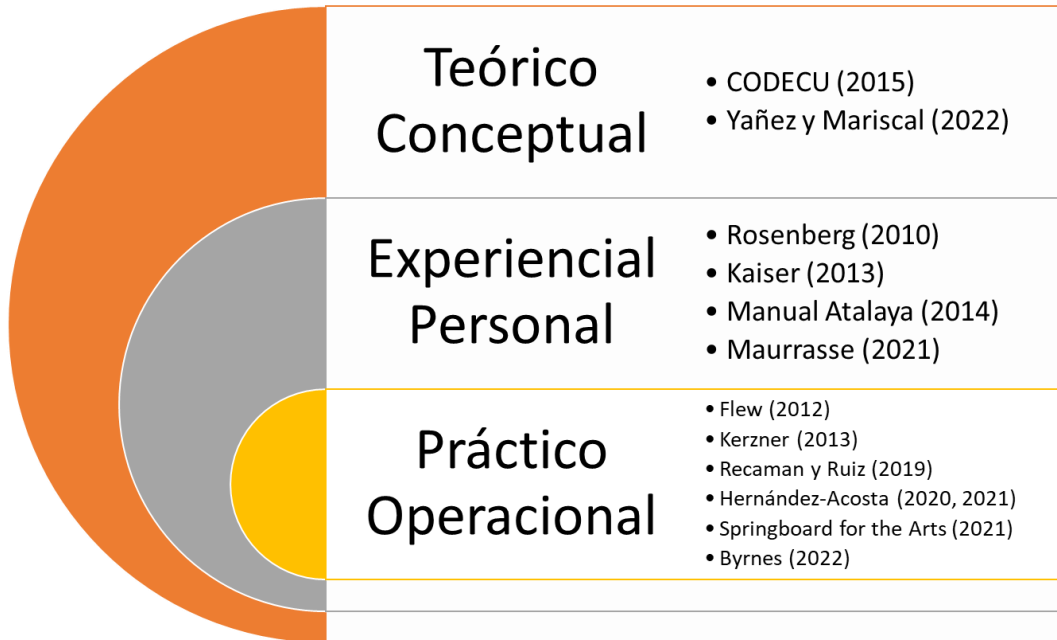 Teórico
Conceptual
• CODECU (2015)
• Yañez y Mariscal (2022)
Experiencial
Personal
• Rosenberg (2010)
• Kaiser (2013)
• Manual Atalaya (2014)
• Maurrasse (2021)
Práctico
Operacional
• Flew (2012)
• Kerzner (2013)
• Recaman y Ruiz (2019)
• Hernández-Acosta (2020, 2021)
• Springboard for the Arts (2021)
• Byrnes (2022)